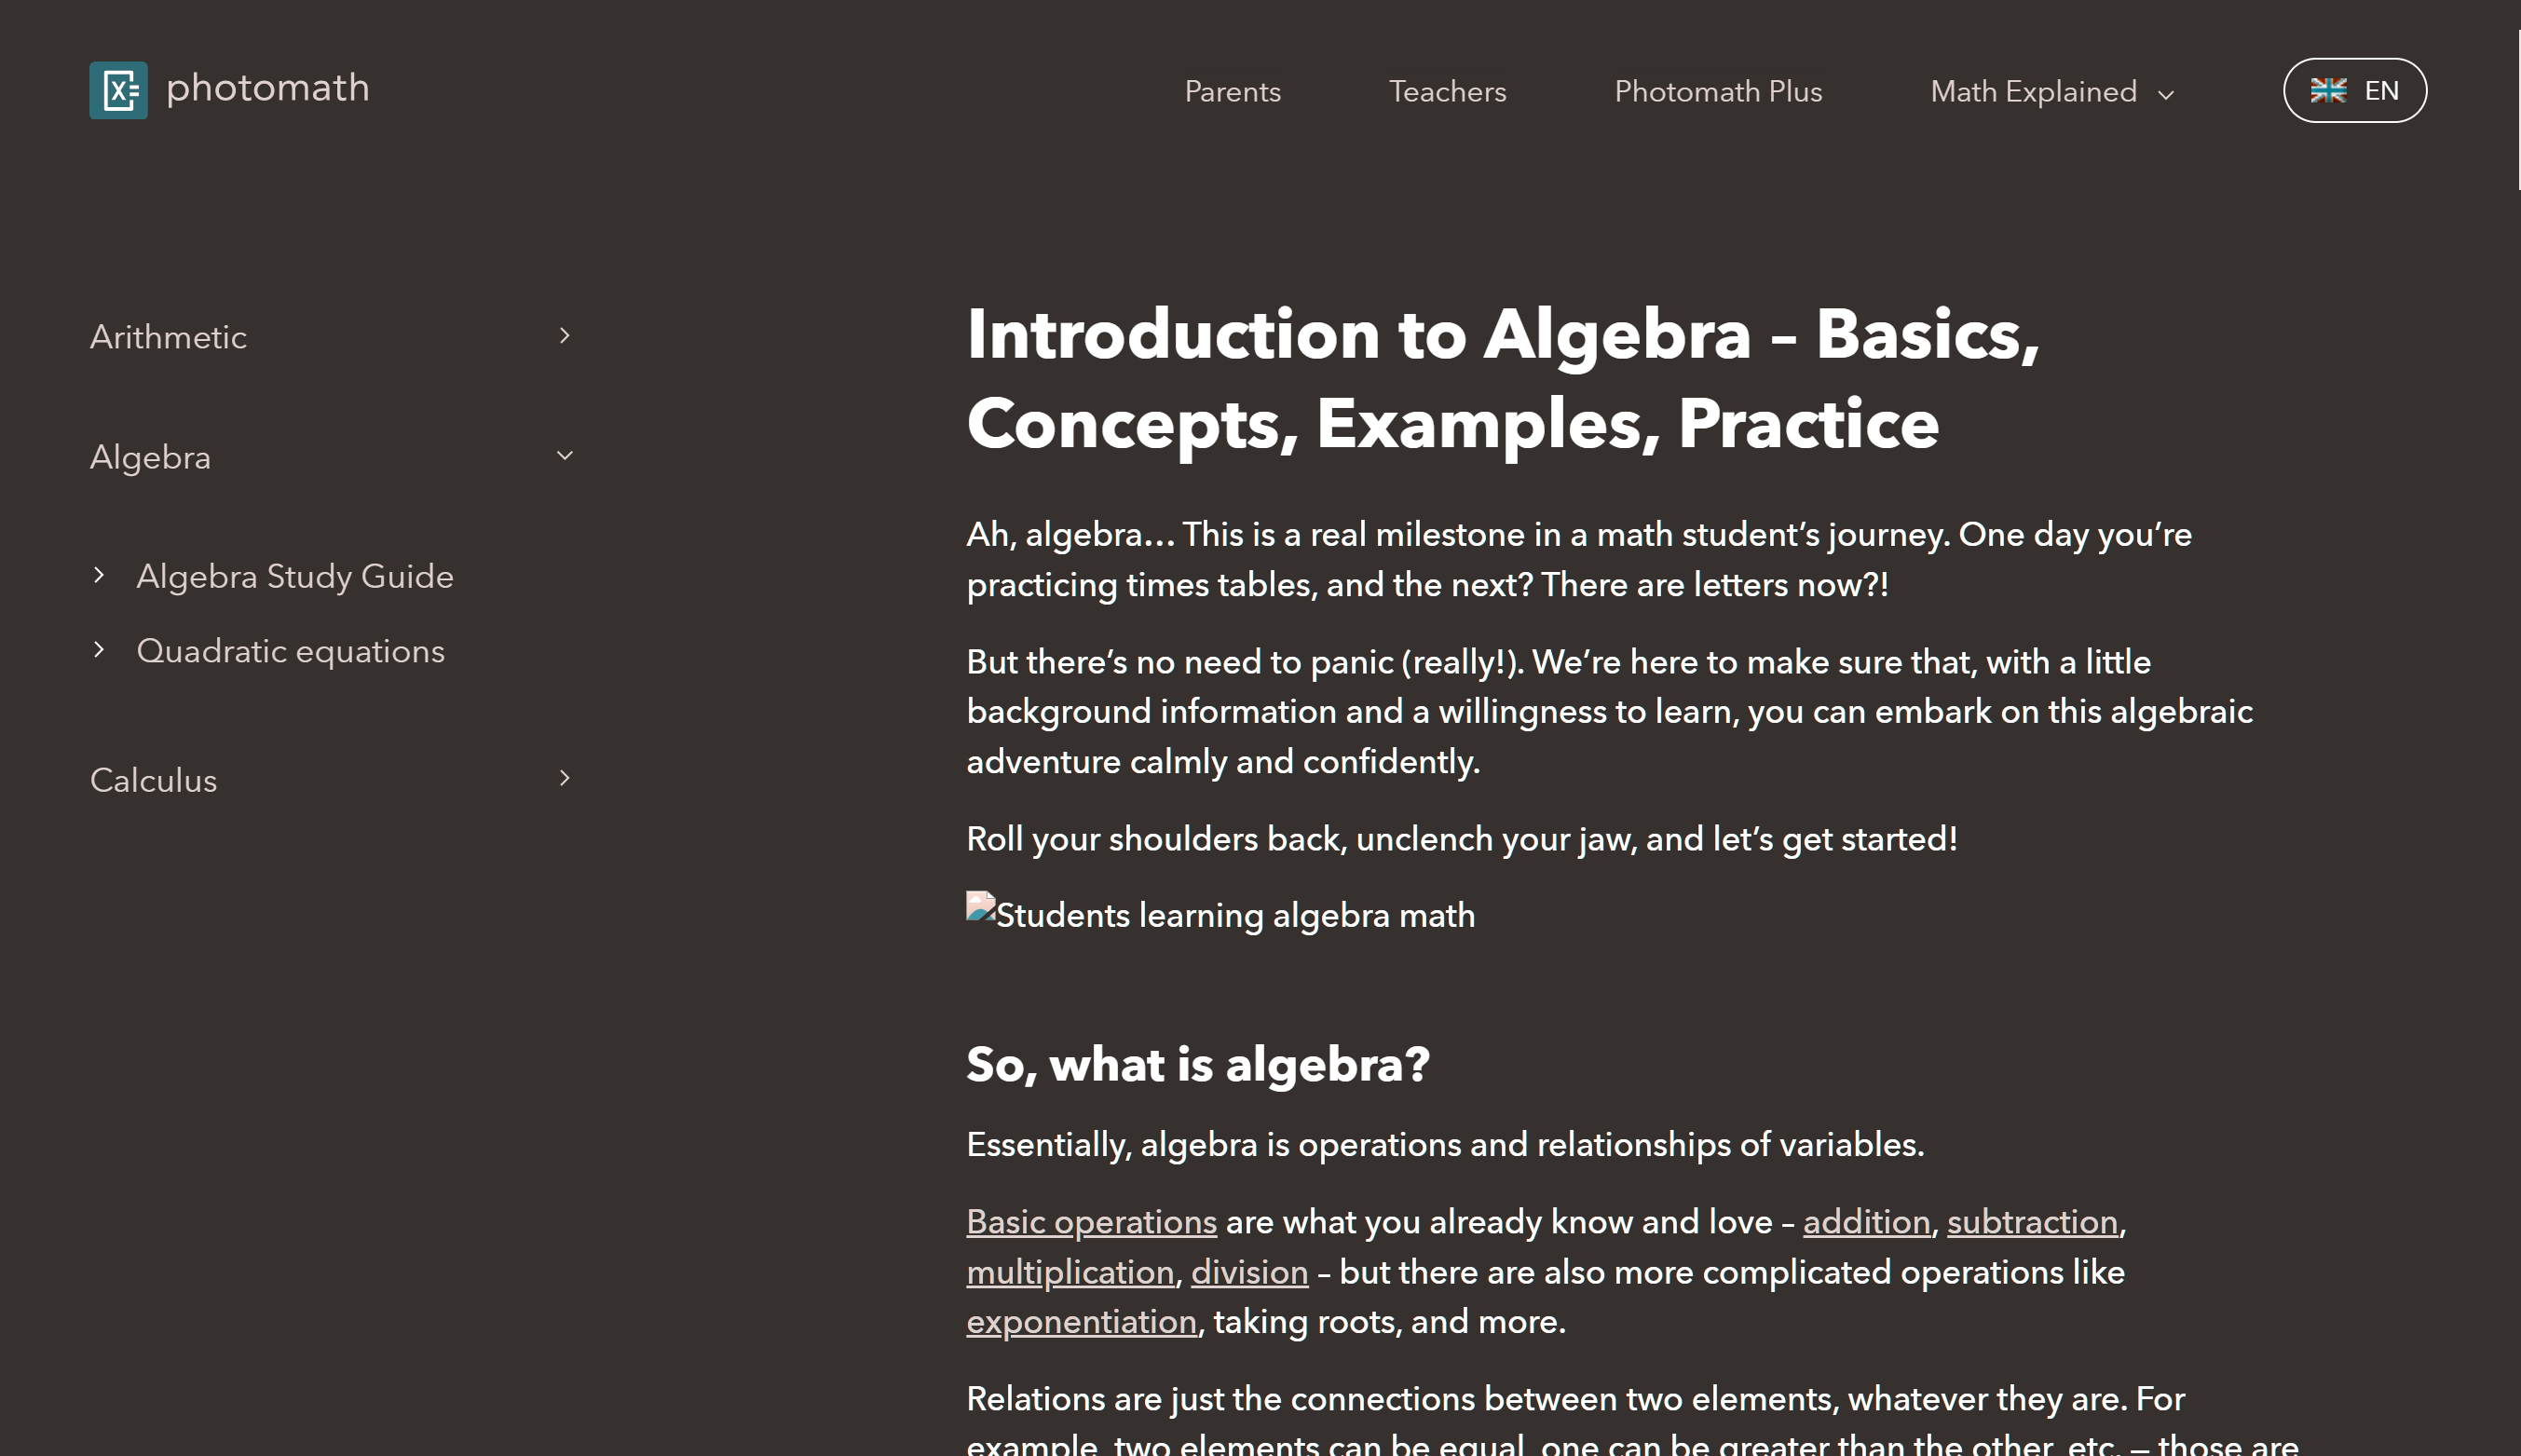 photomath
Parents
Teachers
Photomath Plus
Math Explained
EN
Arithmetic
Algebra
Algebra Study Guide
Quadratic equations
Calculus
Introduction to Algebra – Basics,
Concepts, Examples, Practice
Ah, algebra… This is a real milestone in a math student’s journey. One day you’re
practicing times tables, and the next? There are letters now?!
But there’s no need to panic (really!). We’re here to make sure that, with a little
background information and a willingness to learn, you can embark on this algebraic
adventure calmly and confidently.
Roll your shoulders back, unclench your jaw, and let’s get started!
Students learning algebra math
So, what is algebra?
Essentially, algebra is operations and relationships of variables.
Basic operations are what you already know and love – addition, subtraction,
multiplication, division – but there are also more complicated operations like
exponentiation, taking roots, and more.
Relations are just the connections between two elements, whatever they are. For
example, two elements can be equal, one can be greater than the other, etc. — those are